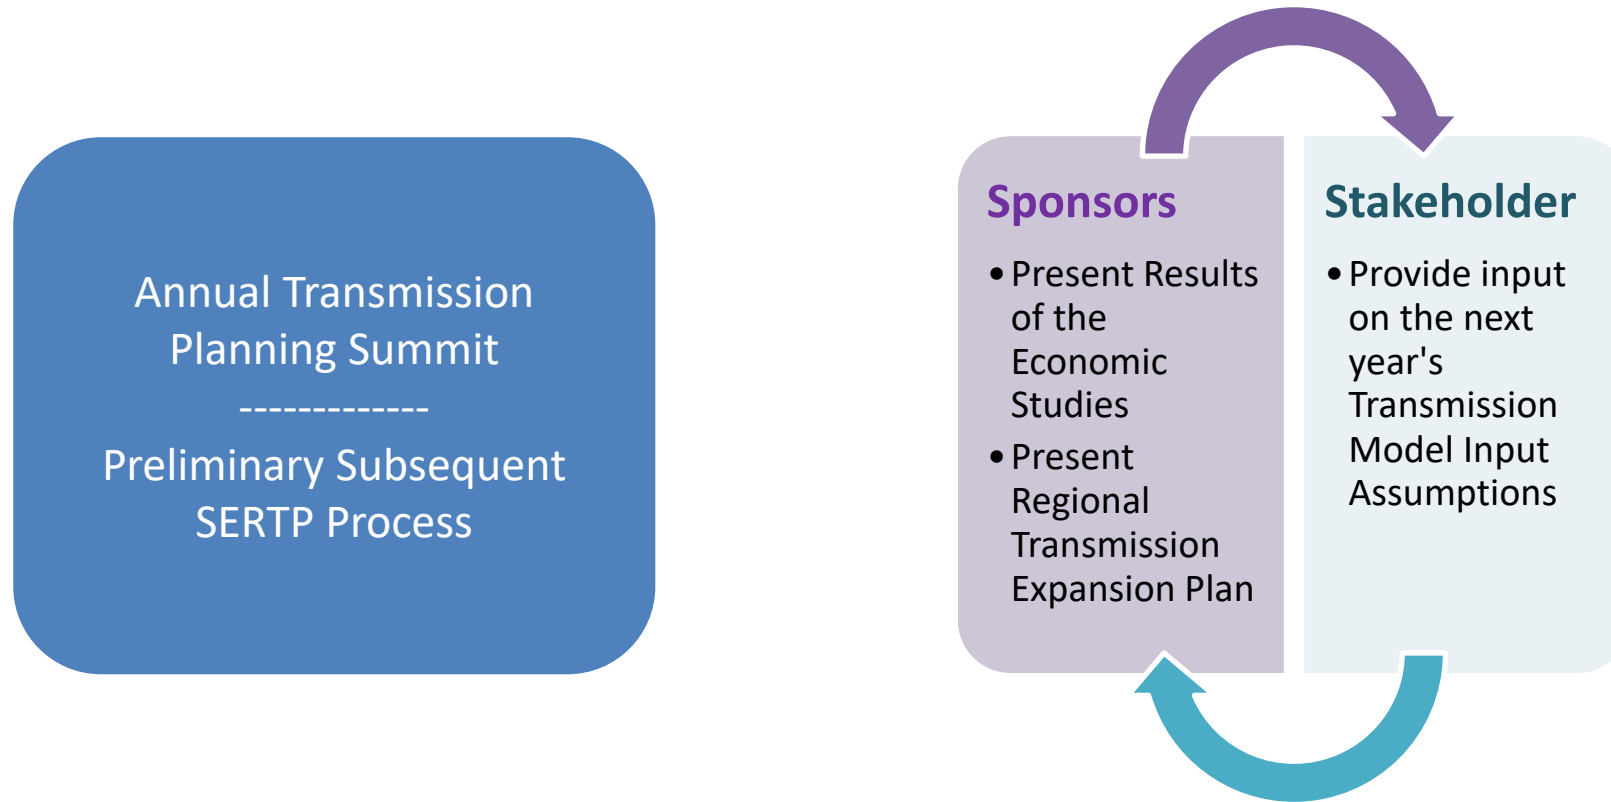 Annual Transmission
Planning Summit
-------------
Preliminary Subsequent
SERTP Process
Sponsors
•Present Results
of the
Economic
Studies
•Present
Regional
Transmission
Expansion Plan
Stakeholder
•Provide input
on the next
year's
Transmission
Model Input
Assumptions